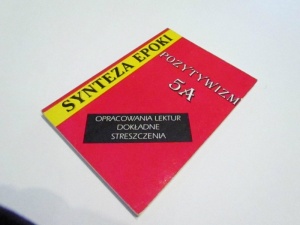 SYNTEZA EPOKI
POZYTYWIZM
5A
OPRACOWANIA LEKTUR
DOKŁADNE
STRESZCZENIA